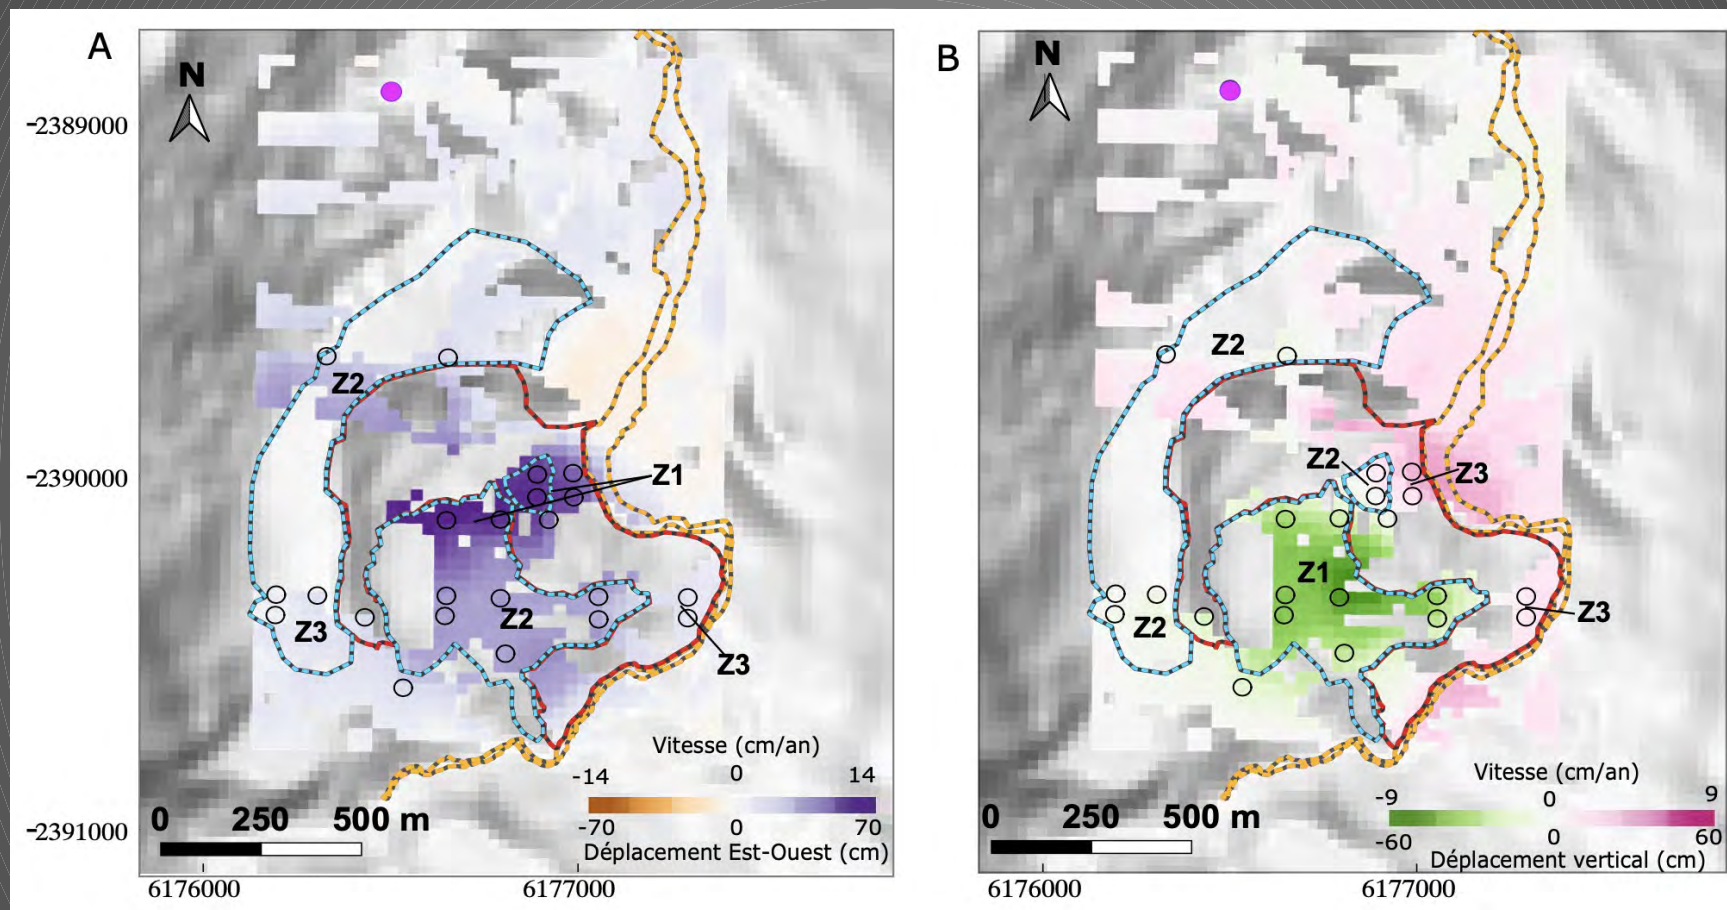 A
N
-2389000
-2390000
-2391000
Z2
Z1
Z3
Z2
Z3
Vitesse (cm/an)
-14 0 14
-70 0 70
Déplacement Est-Ouest (cm)
0 250 500 m
6176000 6177000
B
N
Z2
Z2
Z3
Z1
Z2
Z3
Vitesse (cm/an)
-9 0 9
-60 0 60
Déplacement vertical (cm)
0 250 500 m
6176000 6177000